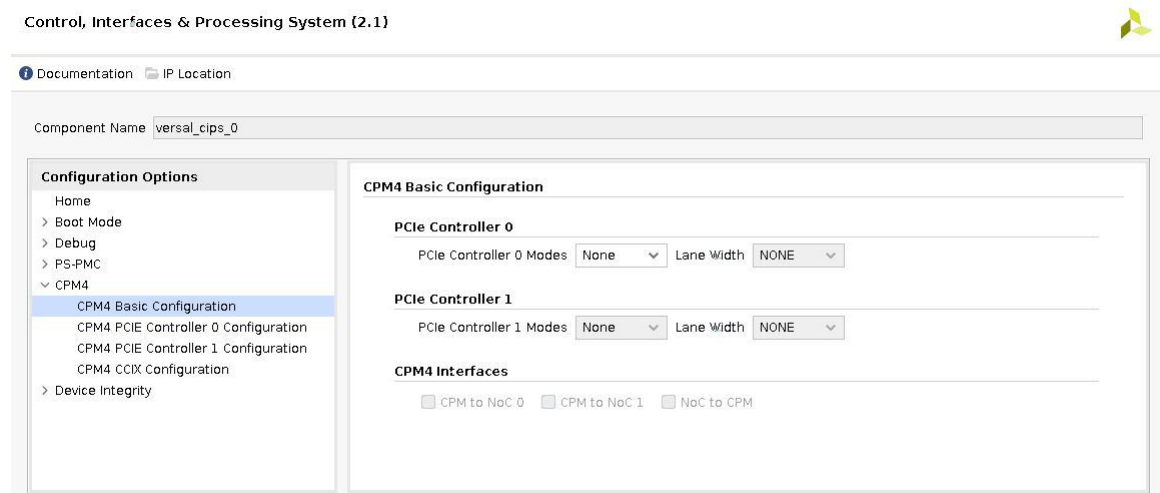 Control, Interfaces & Processing System (2.1)
Documentation IP Location
Component Name versal_cips_0
Configuration Options
Home
Boot Mode
Debug
PS-PMC
CPM4
CPM4 Basic Configuration
CPM4 PCIE Controller 0 Configuration
CPM4 PCIE Controller 1 Configuration
CPM4 CCIX Configuration
Device Integrity
CPM4 Basic Configuration
PCIe Controller 0
PCIe Controller 0 Modes None Lane Width NONE
PCIe Controller 1
PCIe Controller 1 Modes None Lane Width NONE
CPM4 Interfaces
CPM to NoC 0 CPM to NoC 1 NoC to CPM